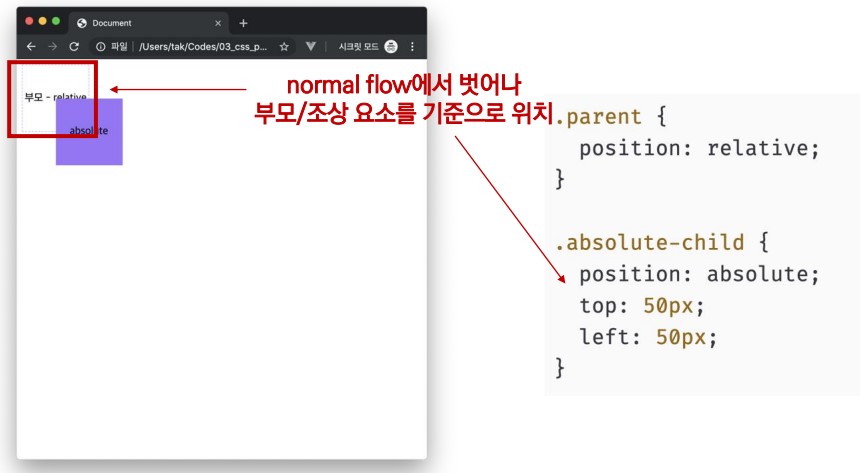 Document
파일 | /Users/tak/Codes/03_css_p...
시크릿 모드
부모 - relative
absolute
normal flow에서 벗어나
부모/조상 요소를 기준으로 위치
.parent {
position: relative;
}
.absolute-child {
position: absolute;
top: 50px;
left: 50px;
}